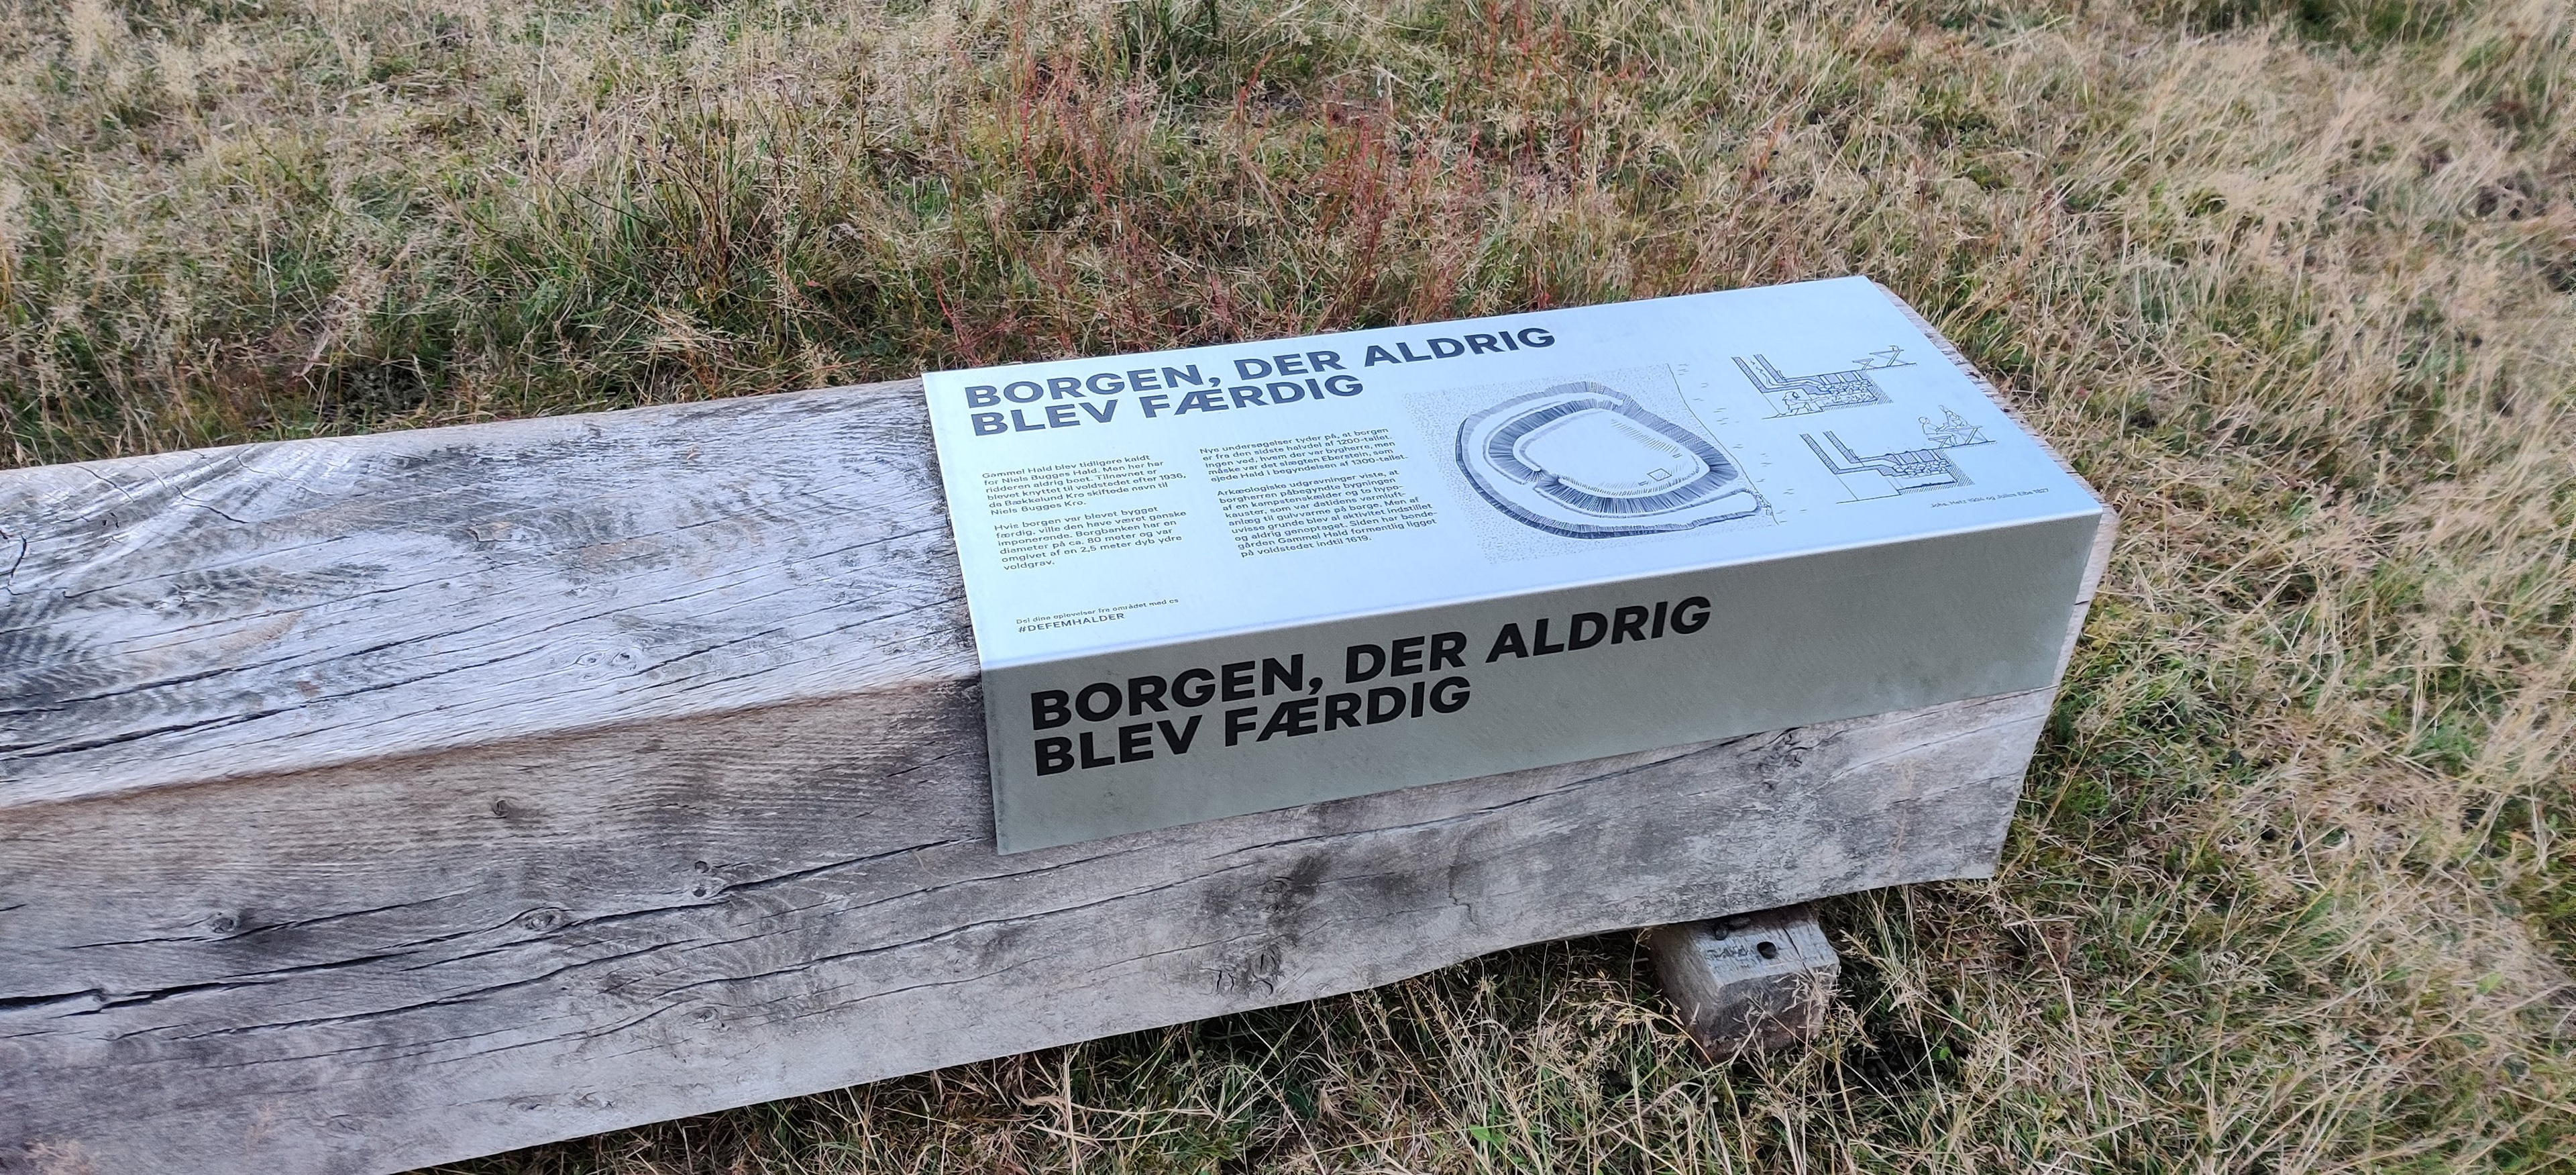 BORGEN, DER ALDRIG
BLEV FÆRDIG
Gammel Hald blev tidligere kaldt
for Niels Bugges Hald. Men her har
ridderen aldrig boet. Tilnavnet er
blevet knyttet til voldstedet efter 1936,
da Bækkelund Kro skiftede navn til
Niels Bugges Kro.
Hvis borgen var blevet bygget
færdig, ville den have været ganske
imponerende. Borgbanken har en
diameter på ca. 80 meter og var
omgivet af en 2,5 meter dyb ydre
voldgrav.
Nye undersøgelser tyder på, at borgen
er fra den sidste halvdel af 1200-tallet.
Ingen ved, hvem der var bygherre, men
måske var det slægten Eberstein, som
ejede Hald i begyndelsen af 1300-tallet.
Arkæologiske udgravninger viste, at
borgherren påbegyndte bygningen
af en kampestenskælder og to hypo-
kauster, som var datidens varmluft-
anlæg til gulvvarme på borge. Men af
uvisse grunde blev al aktivitet indstillet
og aldrig genoptaget. Siden har bonde-
gården Gammel Hald formentlig ligget
på voldstedet indtil 1619.
Del dine oplevelser fra området med os
#DEFEMHALDER
BORGEN, DER ALDRIG
BLEV FÆRDIG